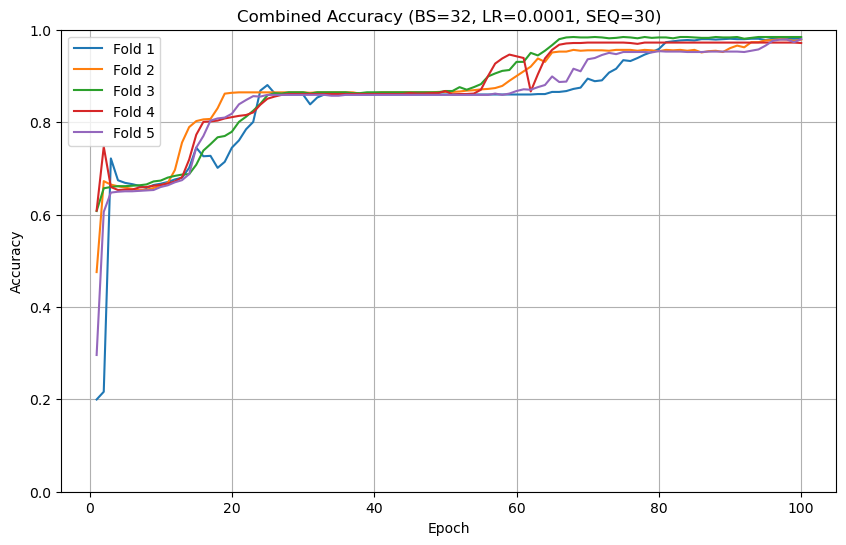 Combined Accuracy (BS=32, LR=0.0001, SEQ=30)
Fold 1
Fold 2
Fold 3
Fold 4
Fold 5
Accuracy
1.0
0.8
0.6
0.4
0.2
0.0
0 20 40 60 80 100
Epoch